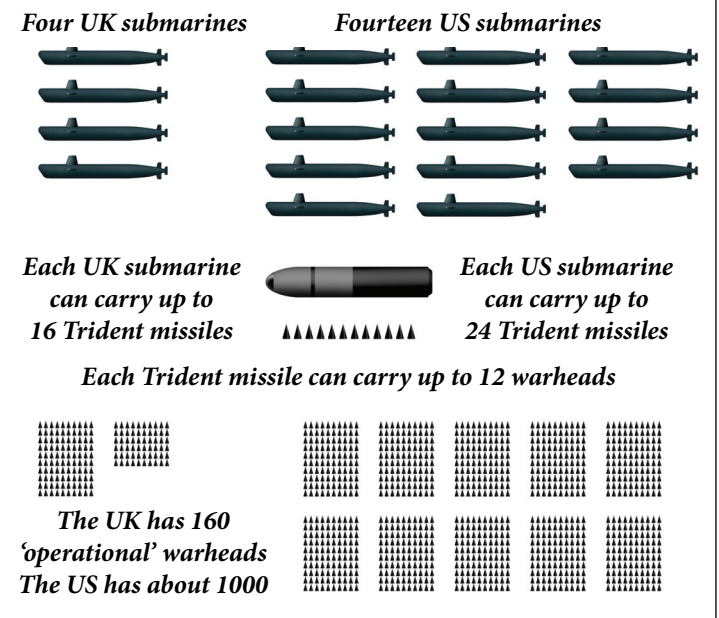 Four UK submarines
Fourteen US submarines
Each UK submarine
can carry up to
16 Trident missiles
Each US submarine
can carry up to
24 Trident missiles
Each Trident missile can carry up to 12 warheads
The UK has 160
‘operational’ warheads
The US has about 1000